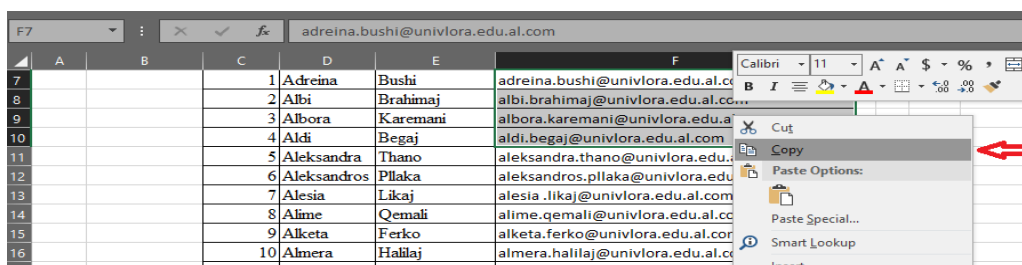 F7 fx adreina.bushi@univlora.edu.al.com
A B C D E F
Calibri 11 A A $ % ,
B I A .00 .0
7 1 Adreina Bushi adreina.bushi@univlora.edu.al.co
8 2 Albi Brahimaj albi.brahimaj@univlora.edu.al.com
9 3 Albora Karemani albora.karemani@univlora.edu.a
10 4 Aldi Begaj aldi.begaj@univlora.edu.al.com
11 5 Aleksandra Thano aleksandra.thano@univlora.edu.
12 6 Aleksandros Pllaka aleksandros.pllaka@univlora.edu
13 7 Alesia Likaj alesia .likaj@univlora.edu.al.com
14 8 Alime Qemali alime.qemali@univlora.edu.al.co
15 9 Alketa Ferko alketa.ferko@univlora.edu.al.cor
16 10 Almera Halilaj almera.halilaj@univlora.edu.al.co
Cut
Copy
Paste Options:
Paste Special...
Smart Lookup